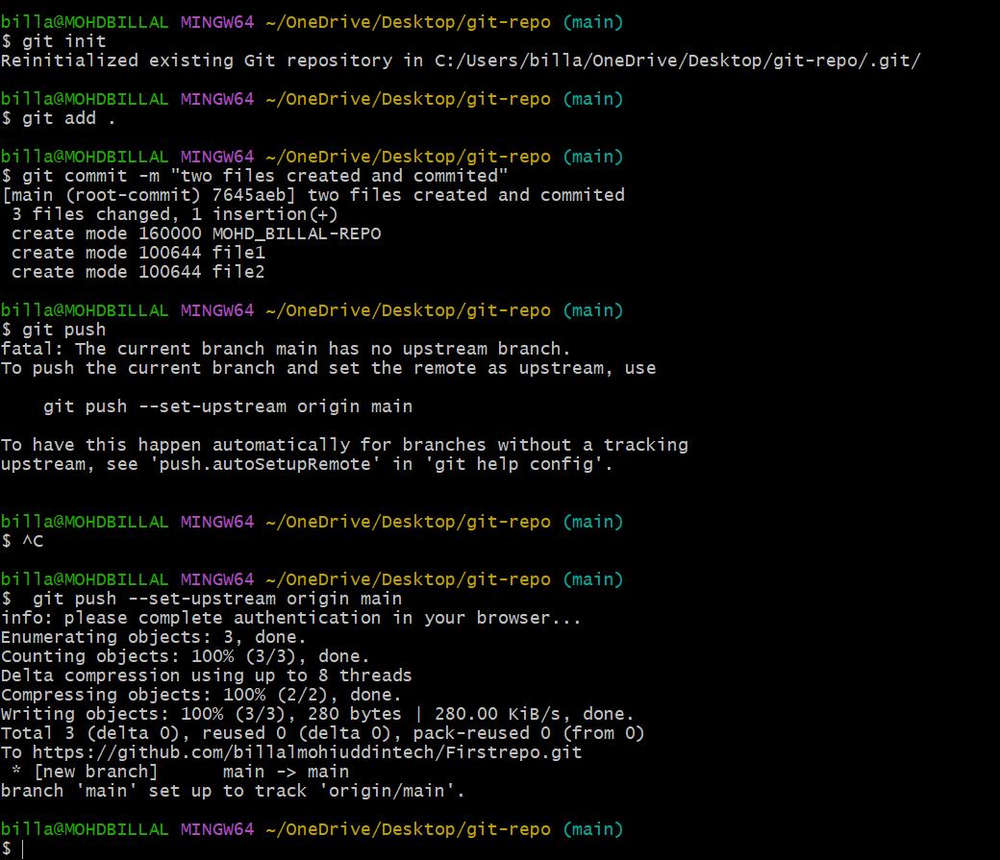 billa@MOHDBILLAL MINGW64 ~/OneDrive/Desktop/git-repo (main)
$ git init
Reinitialized existing Git repository in C:/Users/billa/OneDrive/Desktop/git-repo/.git/
billa@MOHDBILLAL MINGW64 ~/OneDrive/Desktop/git-repo (main)
$ git add .
billa@MOHDBILLAL MINGW64 ~/OneDrive/Desktop/git-repo (main)
$ git commit -m "two files created and commited"
[main (root-commit) 7645aeb] two files created and commited
 3 files changed, 1 insertion(+)
 create mode 160000 MOHD_BILLAL-REPO
 create mode 100644 file1
 create mode 100644 file2
billa@MOHDBILLAL MINGW64 ~/OneDrive/Desktop/git-repo (main)
$ git push
fatal: The current branch main has no upstream branch.
To push the current branch and set the remote as upstream, use
    git push --set-upstream origin main
To have this happen automatically for branches without a tracking
upstream, see 'push.autoSetupRemote' in 'git help config'.
billa@MOHDBILLAL MINGW64 ~/OneDrive/Desktop/git-repo (main)
$ ^C
billa@MOHDBILLAL MINGW64 ~/OneDrive/Desktop/git-repo (main)
$  git push --set-upstream origin main
info: please complete authentication in your browser...
Enumerating objects: 3, done.
Counting objects: 100% (3/3), done.
Delta compression using up to 8 threads
Compressing objects: 100% (2/2), done.
Writing objects: 100% (3/3), 280 bytes | 280.00 KiB/s, done.
Total 3 (delta 0), reused 0 (delta 0), pack-reused 0 (from 0)
To https://github.com/billalmohiuddintech/Firstrepo.git
 * [new branch]      main -> main
branch 'main' set up to track 'origin/main'.
billa@MOHDBILLAL MINGW64 ~/OneDrive/Desktop/git-repo (main)
$